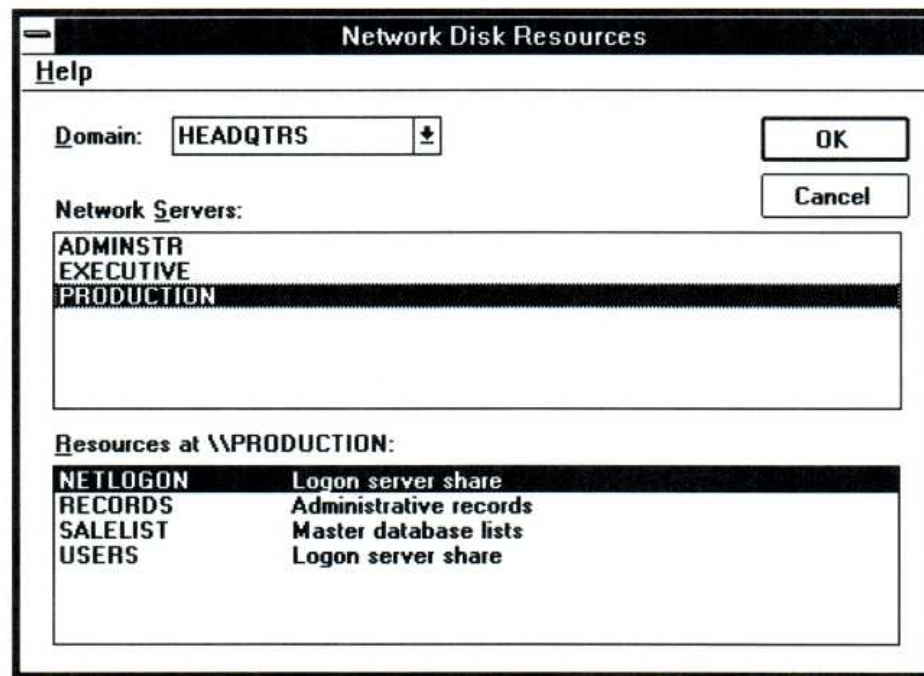 Network Disk Resources
Help
Domain: HEADQTRS
OK
Cancel
Network Servers:
ADMINSTR
EXECUTIVE
PRODUCTION
Resources at \\PRODUCTION:
NETLOGON Logon server share
RECORDS Administrative records
SALELIST Master database lists
USERS Logon server share